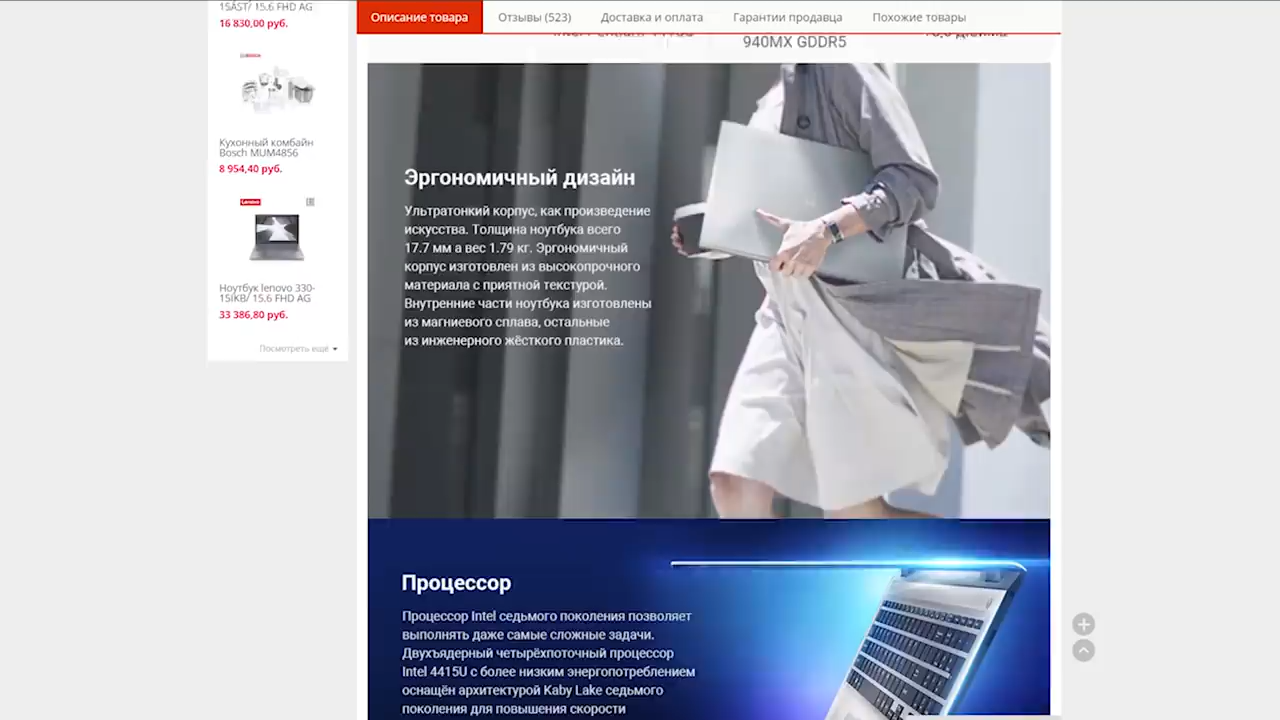 15AST/ 15.6 FHD AG
16 830,00 руб.
BOSCH
Кухонный комбайн
Bosch MUM4856
8 954,40 руб.
Lenovo
Ноутбук lenovo 330-
15IKB/ 15.6 FHD AG
33 386,80 руб.
Посмотреть ещё
Описание товара
Отзывы (523)
Доставка и оплата
Гарантии продавца
Похожие товары
940MX GDDR5
Эргономичный дизайн
Ультратонкий корпус, как произведение
искусства. Толщина ноутбука всего
17.7 мм а вес 1.79 кг. Эргономичный
корпус изготовлен из высокопрочного
материала с приятной текстурой.
Внутренние части ноутбука изготовлены
из магниевого сплава, остальные
из инженерного жёсткого пластика.
Процессор
Процессор Intel седьмого поколения позволяет
выполнять даже самые сложные задачи.
Двухъядерный четырёхпоточный процессор
Intel 4415U с более низким энергопотреблением
оснащён архитектурой Kaby Lake седьмого
поколения для повышения скорости